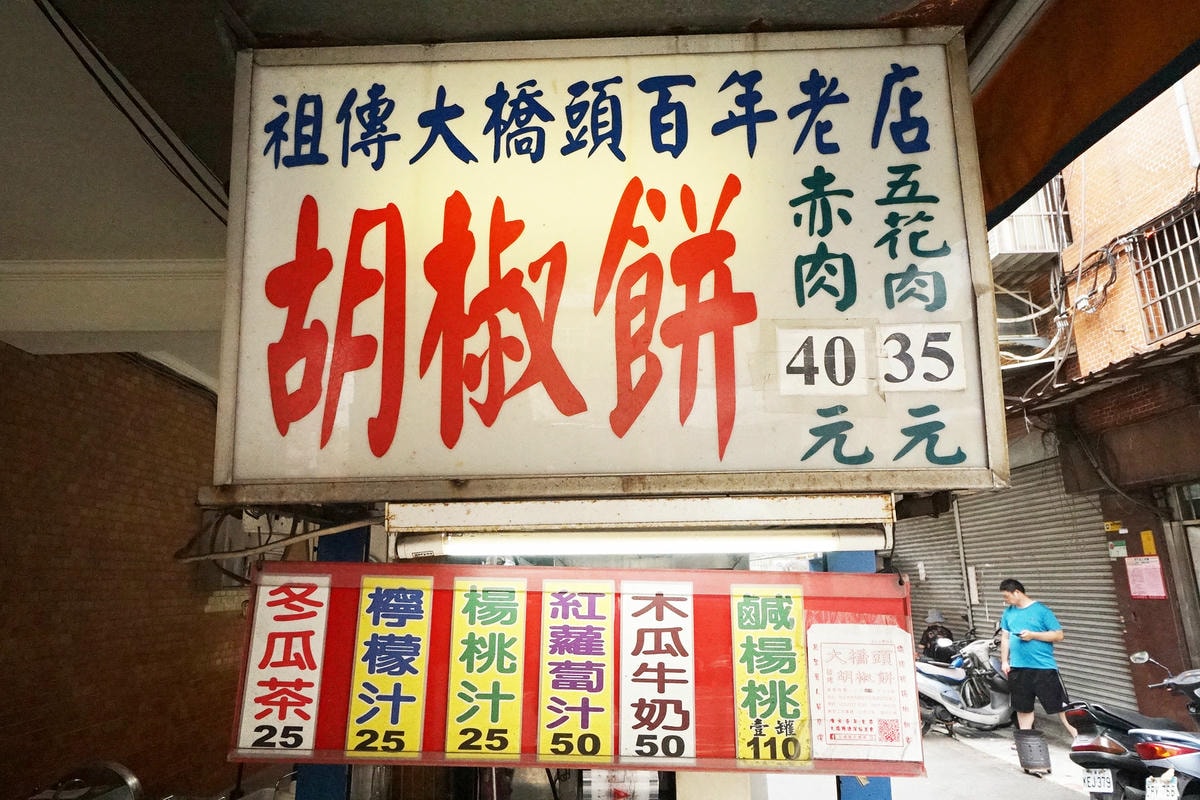 祖傳大橋頭百年老店
胡椒餅
赤肉
40
元
五花肉
35
元
冬瓜茶
25
檸檬汁
25
楊桃汁
25
紅蘿蔔汁
50
木瓜牛奶
50
鹹楊桃
壹罐
110
大橋頭
胡椒餅